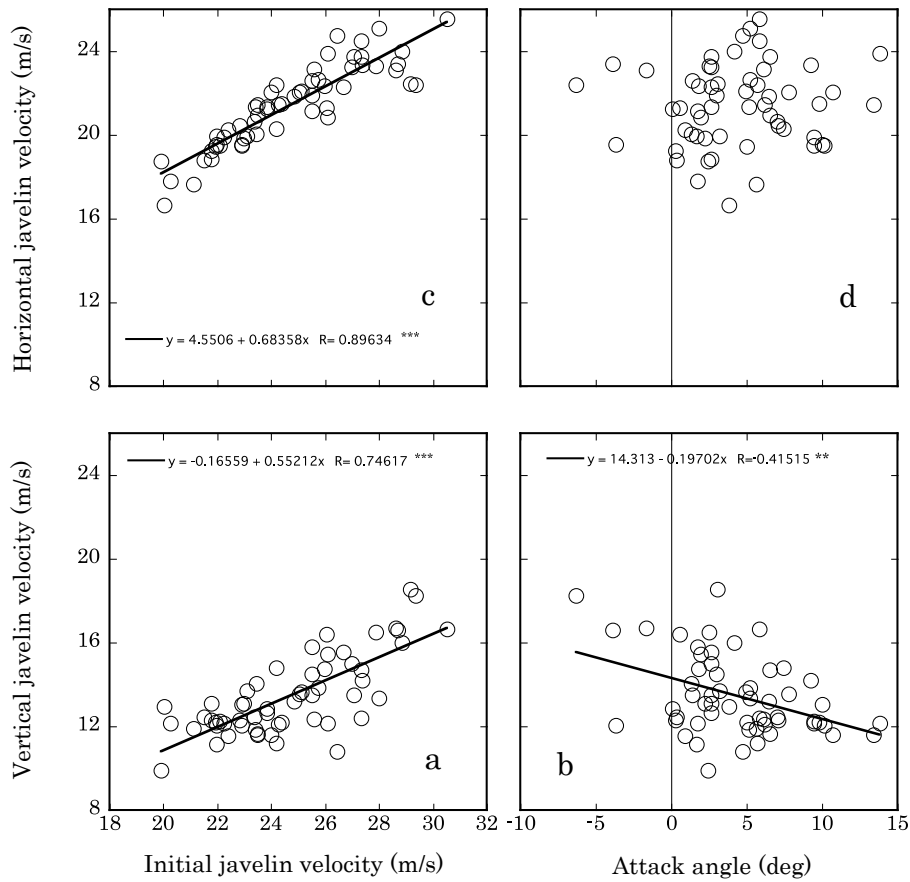 Horizontal javelin velocity (m/s)
24
20
16
12
8
c
y = 4.5506 + 0.68358x R= 0.89634 ***
d
Vertical javelin velocity (m/s)
24
20
16
12
8
y = -0.16559 + 0.55212x R= 0.74617 ***
a
y = 14.313 - 0.19702x R=-0.41515 **
b
18 20 22 24 26 28 30 32
-10 -5 0 5 10 15
Initial javelin velocity (m/s)
Attack angle (deg)